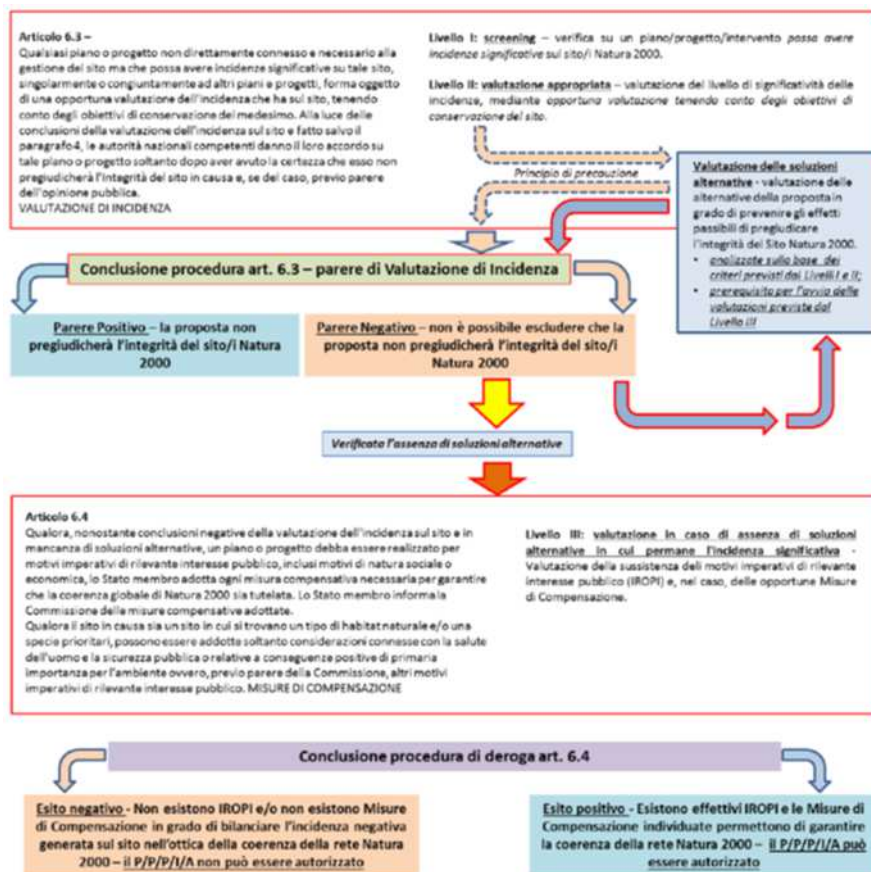 Articolo 6.3 –
Qualsiasi piano o progetto non direttamente connesso e necessario alla
gestione del sito ma che possa avere incidenze significative su tale sito,
singolarmente o congiuntamente ad altri piani e progetti, forma oggetto
di una opportuna valutazione dell'incidenza che ha sul sito, tenendo
conto degli obiettivi di conservazione del medesimo. Alla luce delle
conclusioni della valutazione dell'incidenza sul sito e fatto salvo il
paragrafo 4, le autorità nazionali competenti danno il loro accordo su
tale piano o progetto soltanto dopo aver avuto la certezza che esso non
pregiudicherà l'integrità del sito in causa e, se del caso, previo parere
dell'opinione pubblica.
VALUTAZIONE DI INCIDENZA
Livello I: screening – verifica su un piano/progetto/intervento possa avere
incidenze significative sul sito/i Natura 2000.
Livello II: valutazione appropriata – valutazione del livello di significatività delle
incidenze, mediante opportuna valutazione tenendo conto degli obiettivi di
conservazione del sito.
Principio di precauzione
Valutazione delle soluzioni
alternative - valutazione delle
alternative della proposta in
grado di prevenire gli effetti
passibili di pregiudicare
l'integrità del Sito Natura 2000.
• analizzate sulla base dei
criteri previsti dai Livelli I e II;
• prerequisito per l'avvio delle
valutazioni previste dal
Livello III
Conclusione procedura art. 6.3 – parere di Valutazione di Incidenza
Parere Positivo – la proposta non
pregiudicherà l'integrità del sito/i Natura
2000
Parere Negativo – non è possibile escludere che la
proposta non pregiudicherà l'integrità del sito/i
Natura 2000
Verificata l'assenza di soluzioni alternative
Articolo 6.4
Qualora, nonostante conclusioni negative della valutazione dell'incidenza sul sito e in
mancanza di soluzioni alternative, un piano o progetto debba essere realizzato per
motivi imperativi di rilevante interesse pubblico, inclusi motivi di natura sociale o
economica, lo Stato membro adotta ogni misura compensativa necessaria per garantire
che la coerenza globale di Natura 2000 sia tutelata. Lo Stato membro informa la
Commissione delle misure compensative adottate.
Qualora il sito in causa sia un sito in cui si trovano un tipo di habitat naturale e/o una
specie prioritari, possono essere addotte soltanto considerazioni connesse con la salute
dell'uomo e la sicurezza pubblica o relative a conseguenze positive di primaria
importanza per l'ambiente ovvero, previo parere della Commissione, altri motivi
imperativi di rilevante interesse pubblico. MISURE DI COMPENSAZIONE
Livello III: valutazione in caso di assenza di soluzioni
alternative in cui permane l'incidenza significativa -
Valutazione della sussistenza deli motivi imperativi di rilevante
interesse pubblico (IROPI) e, nel caso, delle opportune Misure
di Compensazione.
Conclusione procedura di deroga art. 6.4
Esito negativo - Non esistono IROPI e/o non esistono Misure
di Compensazione in grado di bilanciare l'incidenza negativa
generata sul sito nell'ottica della coerenza della rete Natura
2000 – il P/P/P/I/A non può essere autorizzato
Esito positivo - Esistono effettivi IROPI e le Misure di
Compensazione individuate permettono di garantire
la coerenza della rete Natura 2000 – il P/P/P/I/A può
essere autorizzato